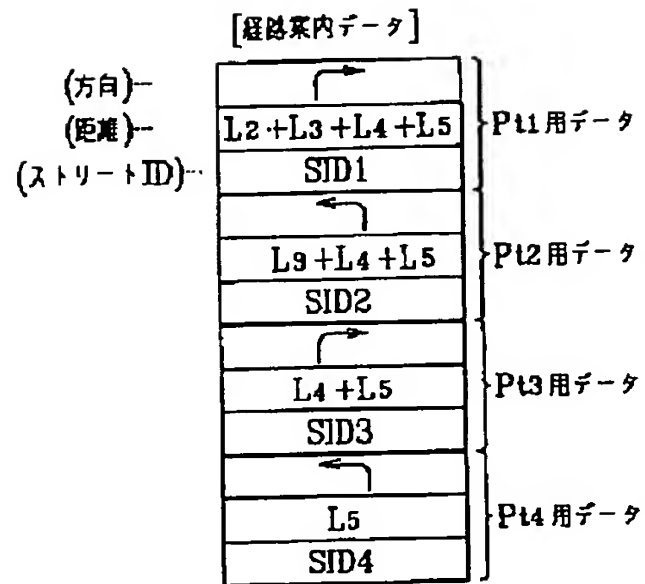 [経路案内データ]
(方向)
(距離) L2+L3+L4+L5 Pt1用データ
(ストリートID) SID1
L9+L4+L5 Pt2用データ
SID2
L4+L5 Pt3用データ
SID3
L5 Pt4用データ
SID4